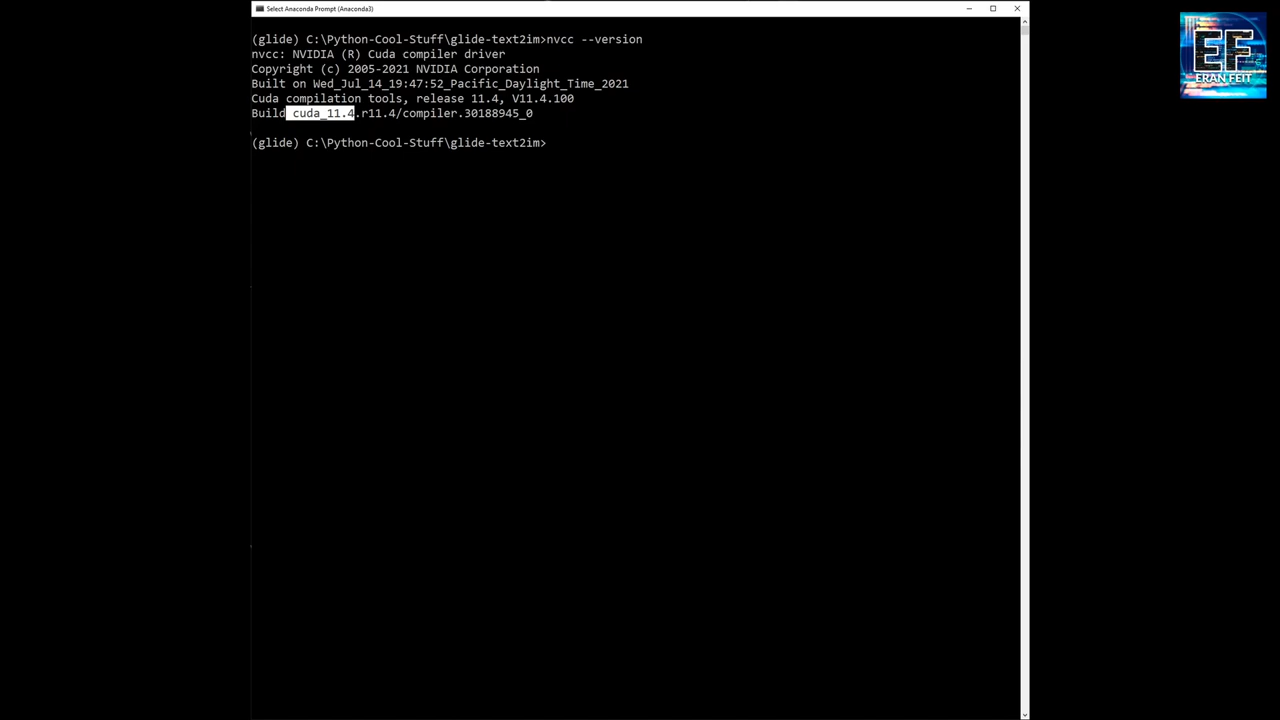 Select Anaconda Prompt (Anaconda3)
(glide) C:\Python-Cool-Stuff\glide-text2im>nvcc --version
nvcc: NVIDIA (R) Cuda compiler driver
Copyright (c) 2005-2021 NVIDIA Corporation
Built on Wed_Jul_14_19:47:52_Pacific_Daylight_Time_2021
Cuda compilation tools, release 11.4, V11.4.100
Build cuda_11.4.r11.4/compiler.30188945_0
(glide) C:\Python-Cool-Stuff\glide-text2im>
EF
ERAN FEIT